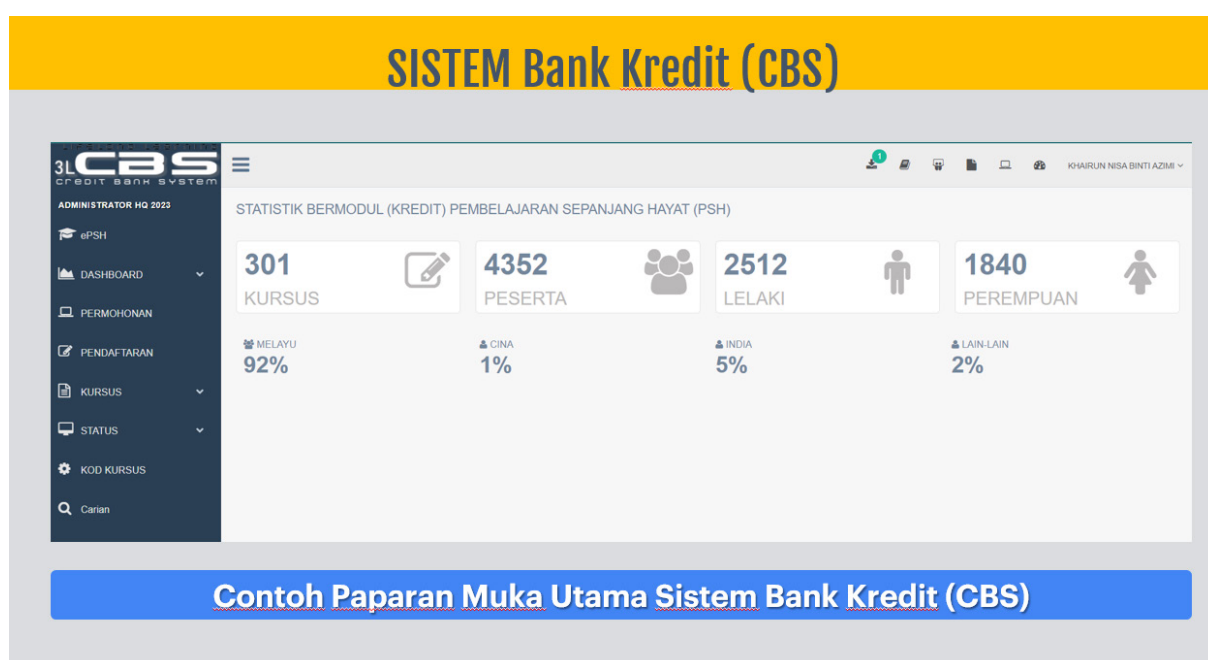 SISTEM Bank Kredit (CBS)
3L CBS
CREDIT BANK SYSTEM
1
KHAIRUN NISA BINTI AZIMI
ADMINISTRATOR HQ 2023
ePSH
DASHBOARD
PERMOHONAN
PENDAFTARAN
KURSUS
STATUS
KOD KURSUS
Carian
STATISTIK BERMODUL (KREDIT) PEMBELAJARAN SEPANJANG HAYAT (PSH)
301
KURSUS
4352
PESERTA
2512
LELAKI
1840
PEREMPUAN
MELAYU
92%
CINA
1%
INDIA
5%
LAIN-LAIN
2%
Contoh Paparan Muka Utama Sistem Bank Kredit (CBS)